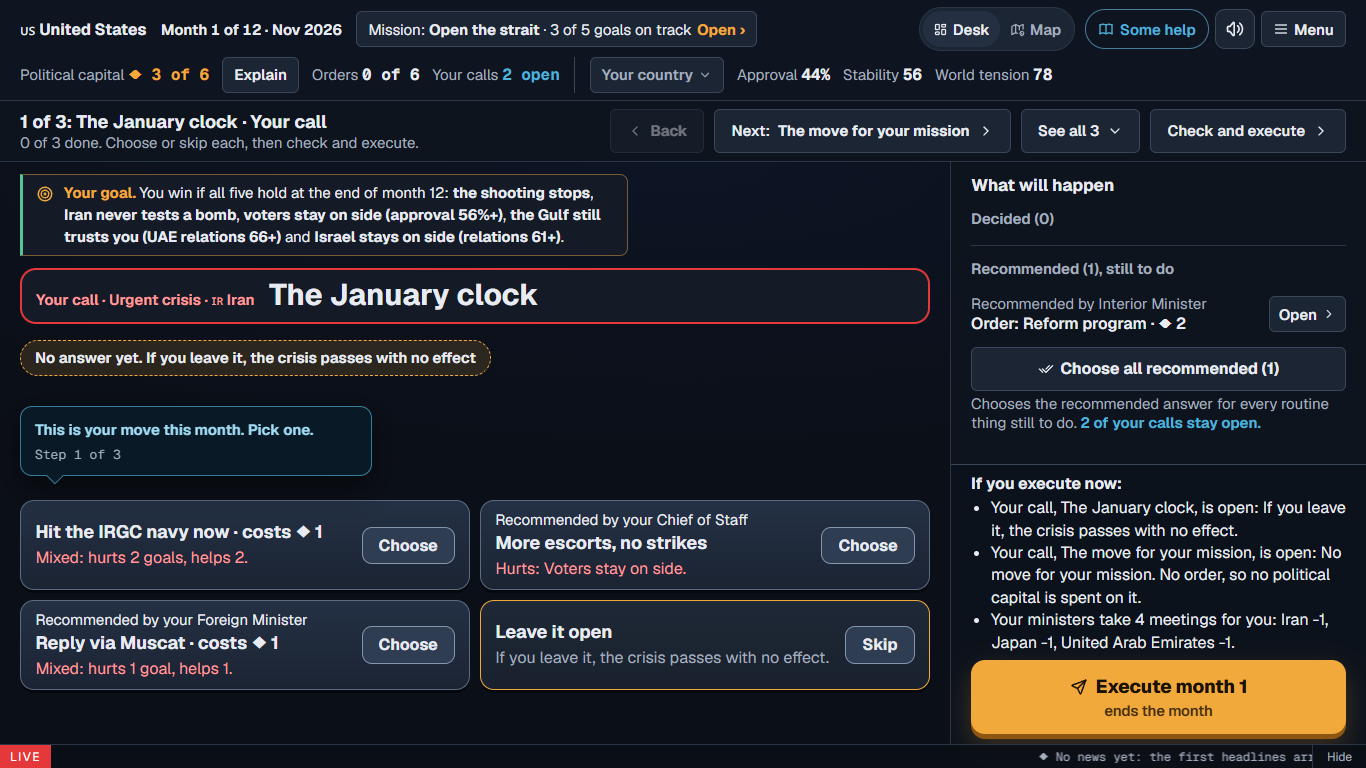 US United States Month 1 of 12 · Nov 2026 Mission: Open the strait · 3 of 5 goals on track Open › Desk Map Some help Menu
Political capital ◆ 3 of 6 Explain Orders 0 of 6 Your calls 2 open Your country Approval 44% Stability 56 World tension 78
1 of 3: The January clock · Your call
0 of 3 done. Choose or skip each, then check and execute.
Back Next: The move for your mission See all 3 Check and execute
Your goal. You win if all five hold at the end of month 12: the shooting stops,
Iran never tests a bomb, voters stay on side (approval 56%+), the Gulf still
trusts you (UAE relations 66+) and Israel stays on side (relations 61+).
Your call · Urgent crisis · IR Iran The January clock
No answer yet. If you leave it, the crisis passes with no effect
This is your move this month. Pick one.
Step 1 of 3
Hit the IRGC navy now · costs ◆ 1
Mixed: hurts 2 goals, helps 2.
Choose
Recommended by your Chief of Staff
More escorts, no strikes
Hurts: Voters stay on side.
Choose
Recommended by your Foreign Minister
Reply via Muscat · costs ◆ 1
Mixed: hurts 1 goal, helps 1.
Choose
Leave it open
If you leave it, the crisis passes with no effect.
Skip
What will happen
Decided (0)
Recommended (1), still to do
Recommended by Interior Minister
Order: Reform program · ◆ 2
Open
Choose all recommended (1)
Chooses the recommended answer for every routine
thing still to do. 2 of your calls stay open.
If you execute now:
• Your call, The January clock, is open: If you leave
it, the crisis passes with no effect.
• Your call, The move for your mission, is open: No
move for your mission. No order, so no political
capital is spent on it.
• Your ministers take 4 meetings for you: Iran -1,
Japan -1, United Arab Emirates -1.
Execute month 1
ends the month
LIVE ◆ No news yet: the first headlines Hide